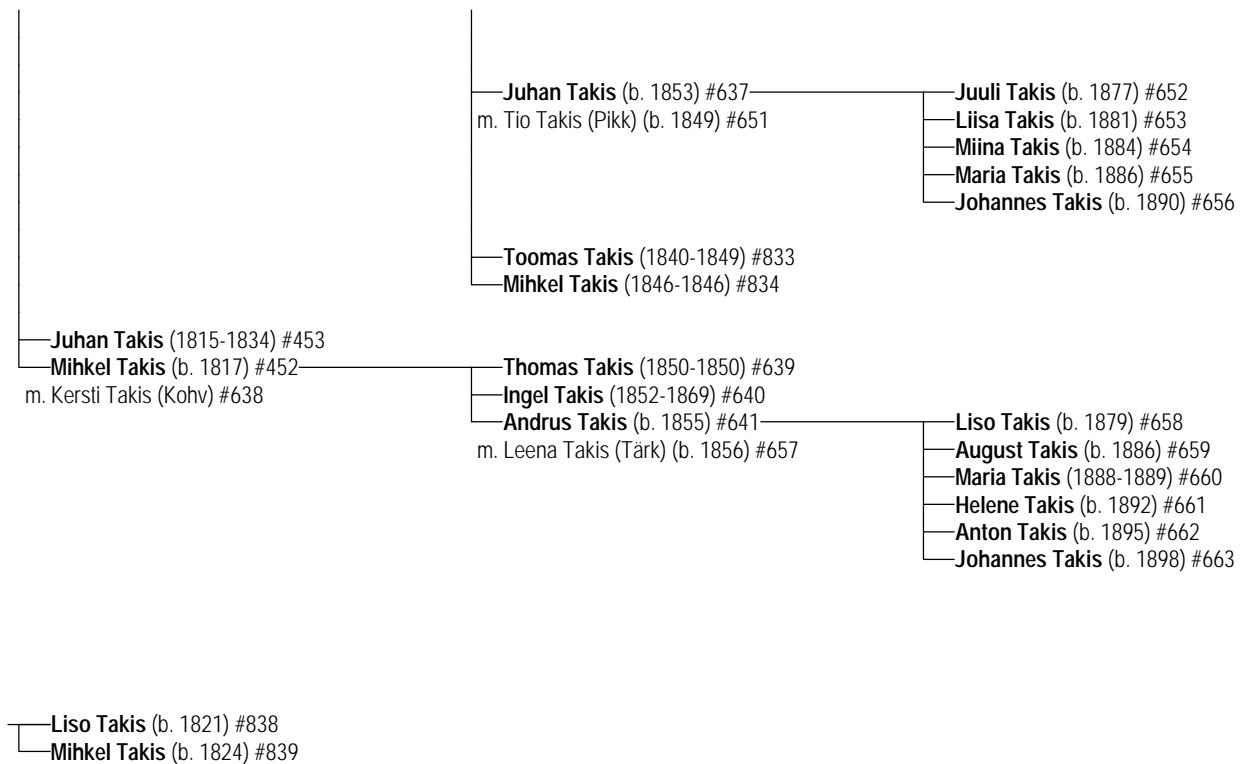 Juhan Takis (b. 1853) #637
m. Tio Takis (Pikk) (b. 1849) #651
Juuli Takis (b. 1877) #652
Liisa Takis (b. 1881) #653
Miina Takis (b. 1884) #654
Maria Takis (b. 1886) #655
Johannes Takis (b. 1890) #656
Toomas Takis (1840-1849) #833
Mihkel Takis (1846-1846) #834
Juhan Takis (1815-1834) #453
Mihkel Takis (b. 1817) #452
m. Kersti Takis (Kohv) #638
Thomas Takis (1850-1850) #639
Ingel Takis (1852-1869) #640
Andrus Takis (b. 1855) #641
m. Leena Takis (Tärk) (b. 1856) #657
Liso Takis (b. 1879) #658
August Takis (b. 1886) #659
Maria Takis (1888-1889) #660
Helene Takis (b. 1892) #661
Anton Takis (b. 1895) #662
Johannes Takis (b. 1898) #663
Liso Takis (b. 1821) #838
Mihkel Takis (b. 1824) #839